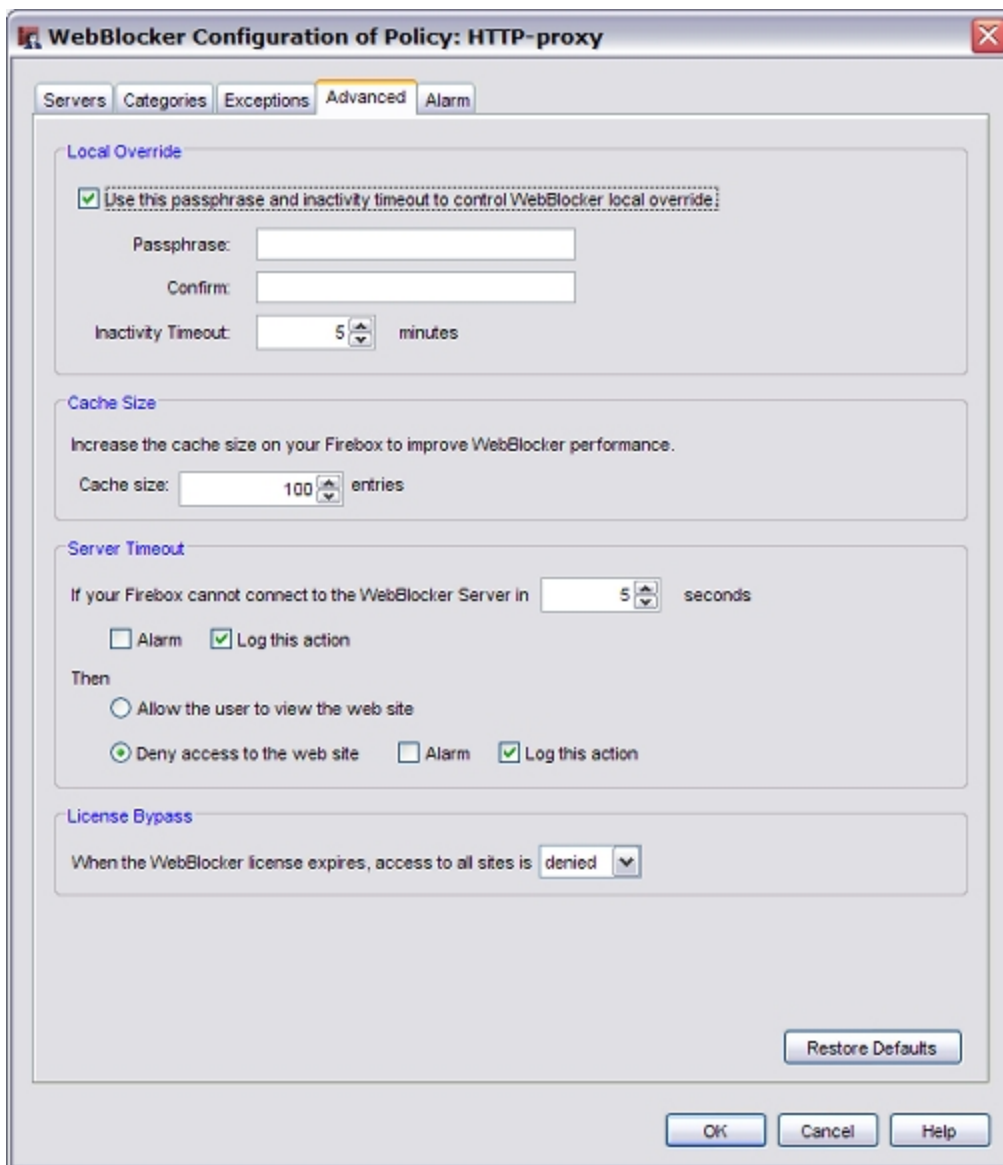 WebBlocker Configuration of Policy: HTTP-proxy
Servers Categories Exceptions Advanced Alarm
Local Override
Use this passphrase and inactivity timeout to control WebBlocker local override.
Passphrase:
Confirm:
Inactivity Timeout: 5 minutes
Cache Size
Increase the cache size on your Firebox to improve WebBlocker performance.
Cache size: 100 entries
Server Timeout
If your Firebox cannot connect to the WebBlocker Server in 5 seconds
Alarm Log this action
Then
Allow the user to view the web site
Deny access to the web site Alarm Log this action
License Bypass
When the WebBlocker license expires, access to all sites is denied
Restore Defaults
OK Cancel Help